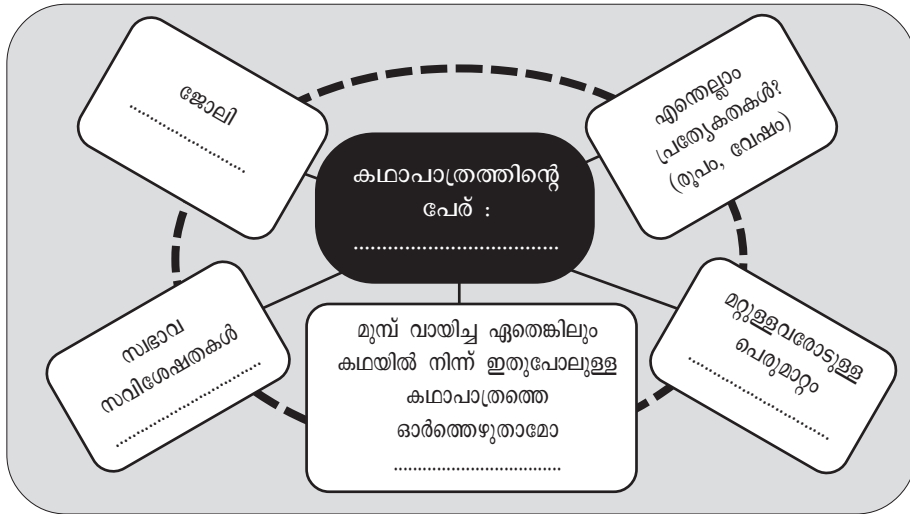 ജോലി
..............................
എന്തെല്ലാം
പ്രത്യേകതകൾ?
(രൂപം, വേഷം)
കഥാപാത്രത്തിന്റെ
പേര് :
....................................
സ്വഭാവ
സവിശേഷതകൾ
..............................
മുമ്പ് വായിച്ച ഏതെങ്കിലും
കഥയിൽ നിന്ന് ഇതുപോലുള്ള
കഥാപാത്രത്തെ
ഓർത്തെഴുതാമോ
..................................
മറ്റുള്ളവരോടുള്ള
പെരുമാറ്റം
..............................